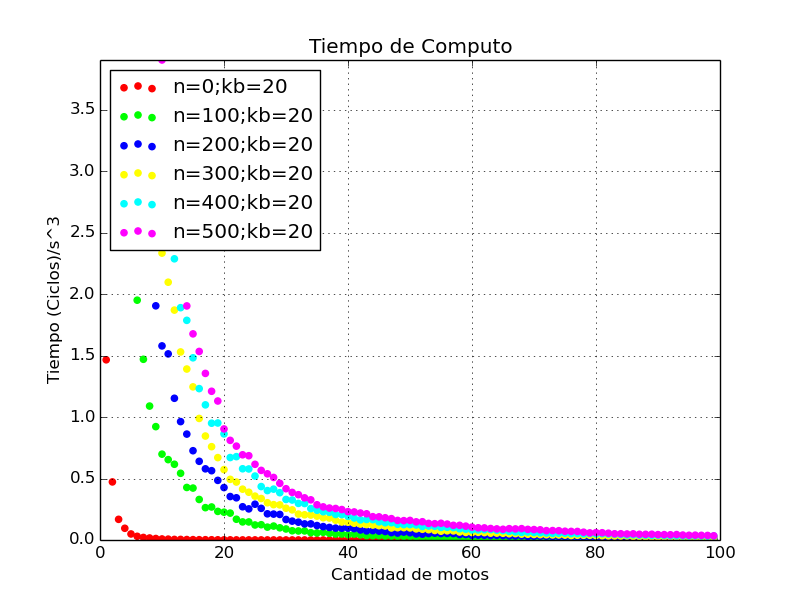 Tiempo de Computo
n=0;kb=20
n=100;kb=20
n=200;kb=20
n=300;kb=20
n=400;kb=20
n=500;kb=20
Tiempo (Ciclos)/s^3
3.5
3.0
2.5
2.0
1.5
1.0
0.5
0.0
0 20 40 60 80 100
Cantidad de motos